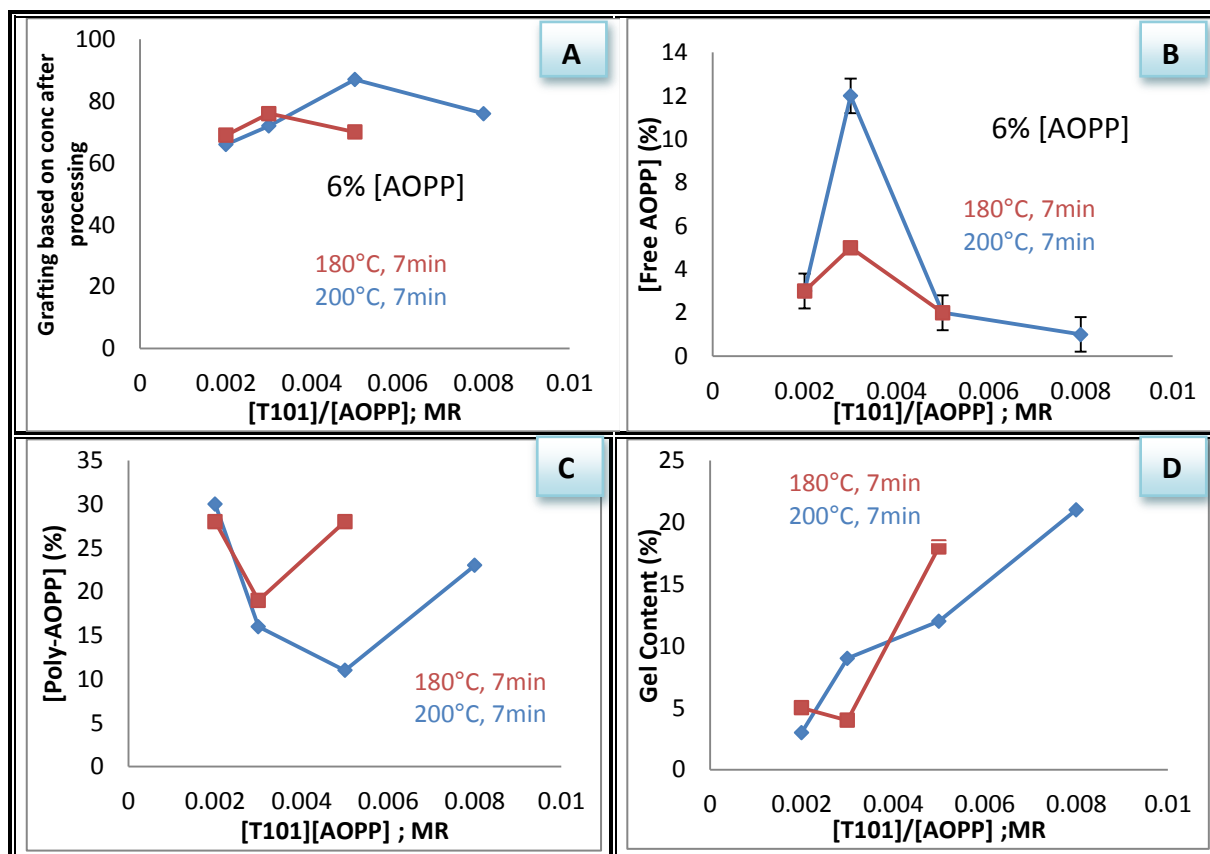 A
Grafting based on conc after
processing
100
80
60
40
20
0
6% [AOPP]
180°C, 7min
200°C, 7min
0 0.002 0.004 0.006 0.008 0.01
[T101]/[AOPP]; MR
B
[Free AOPP] (%)
14
12
10
8
6
4
2
0
6% [AOPP]
180°C, 7min
200°C, 7min
0 0.002 0.004 0.006 0.008 0.01
[T101]/[AOPP] ; MR
C
[Poly-AOPP] (%)
35
30
25
20
15
10
5
0
180°C, 7min
200°C, 7min
0 0.002 0.004 0.006 0.008 0.01
[T101][AOPP] ; MR
D
Gel Content (%)
25
20
15
10
5
0
180°C, 7min
200°C, 7min
0 0.002 0.004 0.006 0.008 0.01
[T101]/[AOPP] ;MR